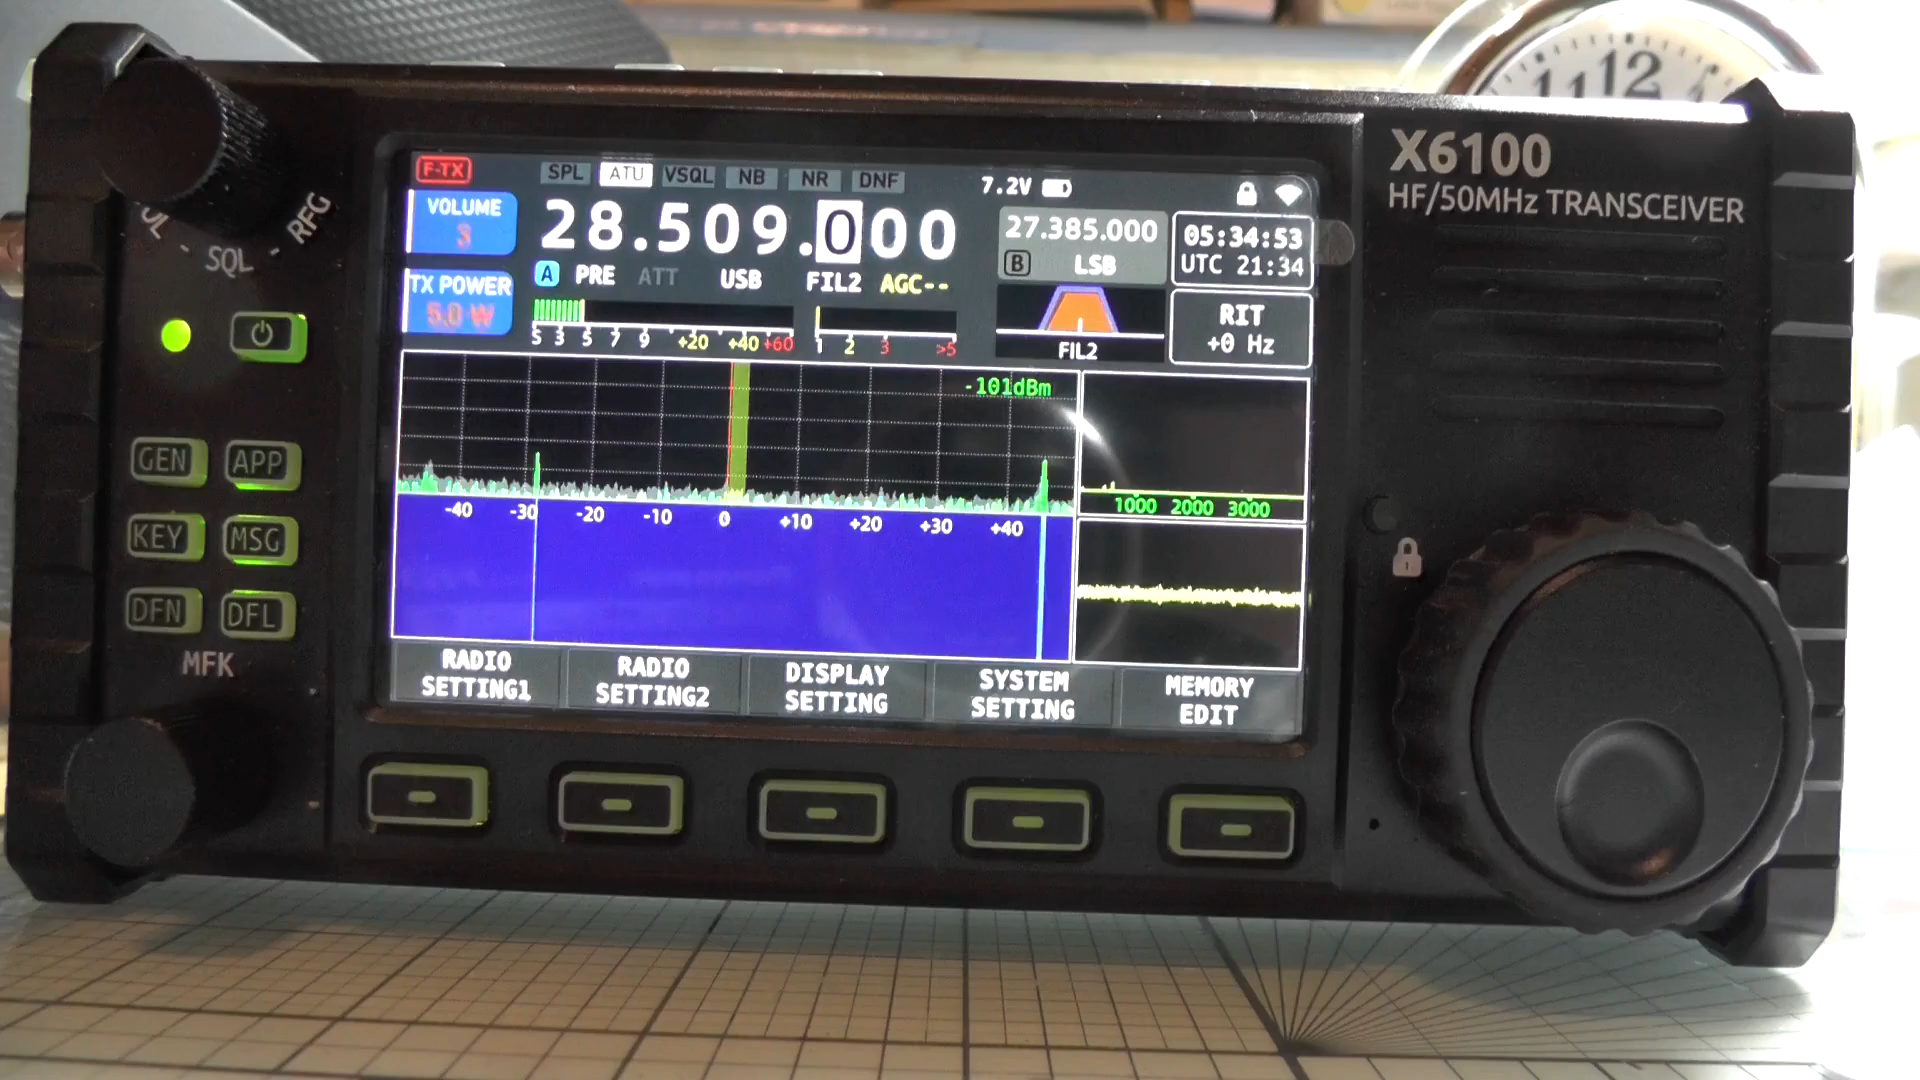 X6100
HF/50MHz TRANSCEIVER
11 12
F-TX
SPL ATU VSQL NB NR DNF
7.2V
VOLUME
3
28.509.000
27.385.000
B LSB
05:34:53
UTC 21:34
TX POWER
5.0 W
A PRE ATT USB FIL2 AGC--
S 3 5 7 9 +20 +40 +60
1 2 3 >5
FIL2
RIT
+0 Hz
-101dBm
-40 -30 -20 -10 0 +10 +20 +30 +40
1000 2000 3000
RADIO
SETTING1
RADIO
SETTING2
DISPLAY
SETTING
SYSTEM
SETTING
MEMORY
EDIT
SQL - RFG
GEN APP
KEY MSG
DFN DFL
MFK